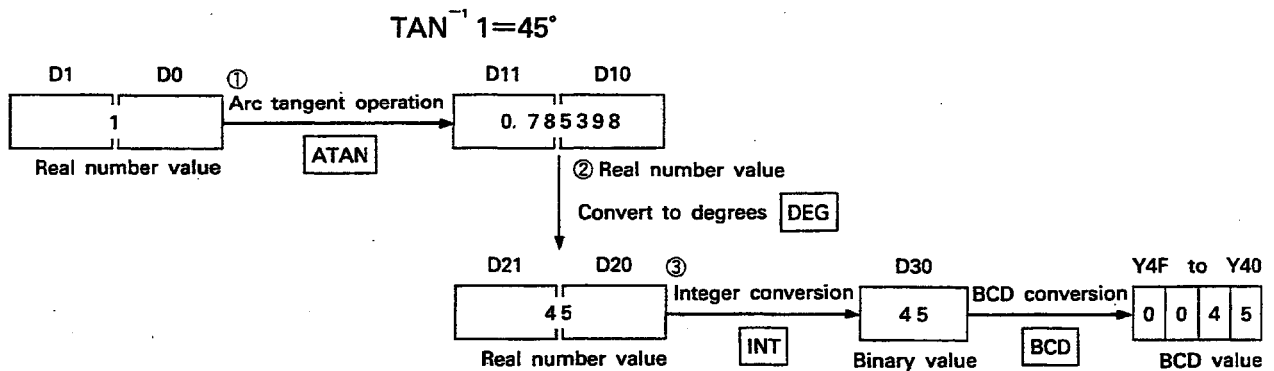 TAN⁻¹ 1=45°
D1 D0 ① D11 D10
Arc tangent operation
1 0.785398
ATAN
Real number value
② Real number value
Convert to degrees DEG
D21 D20 ③ D30 Y4F to Y40
Integer conversion BCD conversion
45 45 0 0 4 5
INT BCD
Real number value Binary value BCD value